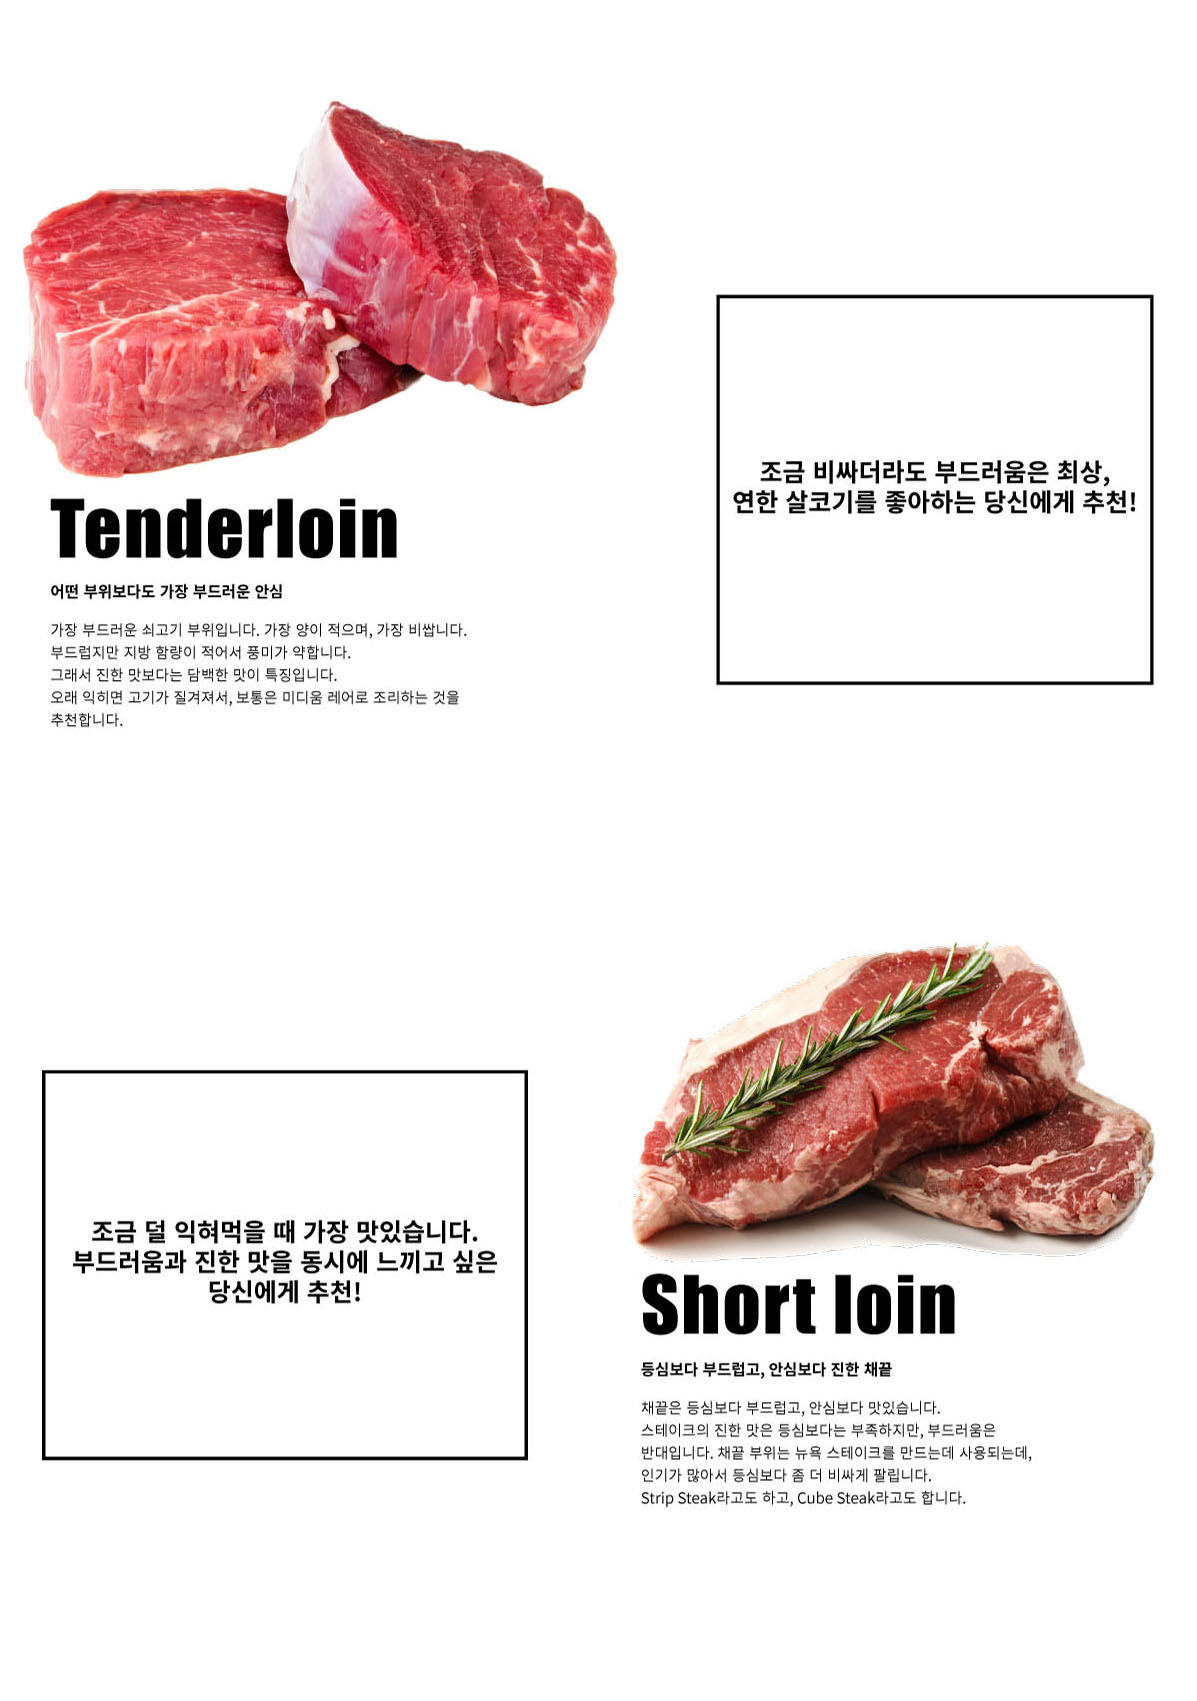 Tenderloin
어떤 부위보다도 가장 부드러운 안심
가장 부드러운 쇠고기 부위입니다. 가장 양이 적으며, 가장 비쌉니다.
부드럽지만 지방 함량이 적어서 풍미가 약합니다.
그래서 진한 맛보다는 담백한 맛이 특징입니다.
오래 익히면 고기가 질겨져서, 보통은 미디움 레어로 조리하는 것을
추천합니다.
조금 비싸더라도 부드러움은 최상,
연한 살코기를 좋아하는 당신에게 추천!
조금 덜 익혀먹을 때 가장 맛있습니다.
부드러움과 진한 맛을 동시에 느끼고 싶은
당신에게 추천!
Short loin
등심보다 부드럽고, 안심보다 진한 채끝
채끝은 등심보다 부드럽고, 안심보다 맛있습니다.
스테이크의 진한 맛은 등심보다는 부족하지만, 부드러움은
반대입니다. 채끝 부위는 뉴욕 스테이크를 만드는데 사용되는데,
인기가 많아서 등심보다 좀 더 비싸게 팔립니다.
Strip Steak라고도 하고, Cube Steak라고도 합니다.